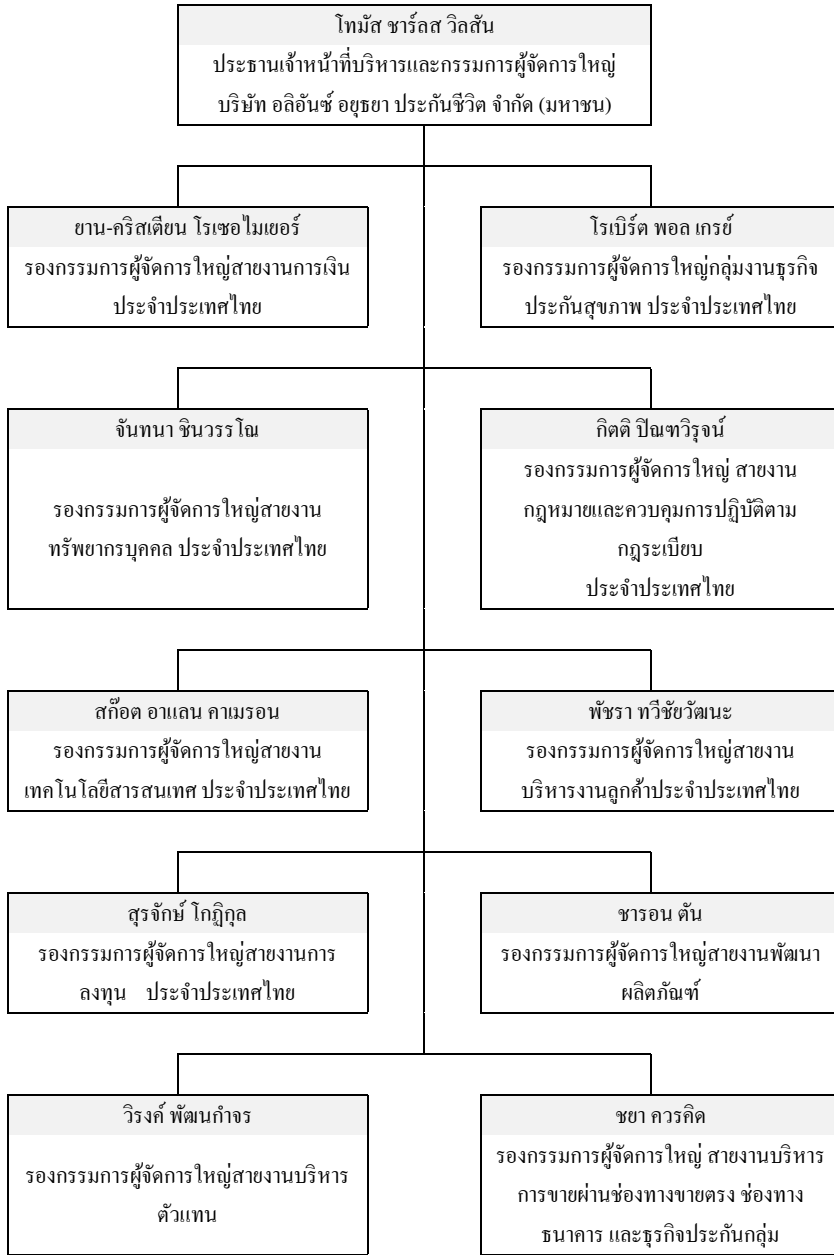 โทมัส ชาร์ลส วิลสัน
ประธานเจ้าหน้าที่บริหารและกรรมการผู้จัดการใหญ่
บริษัท อลิอันซ์ อยุธยา ประกันชีวิต จำกัด (มหาชน)
ยาน-คริสเตียน โรเซอไมเยอร์
รองกรรมการผู้จัดการใหญ่สายงานการเงิน
ประจำประเทศไทย
โรเบิร์ต พอล เกรย์
รองกรรมการผู้จัดการใหญ่กลุ่มงานธุรกิจ
ประกันสุขภาพ ประจำประเทศไทย
จันทนา ชินวรรโณ
รองกรรมการผู้จัดการใหญ่สายงาน
ทรัพยากรบุคคล ประจำประเทศไทย
กิตติ ปิณฑวิรุจน์
รองกรรมการผู้จัดการใหญ่ สายงาน
กฎหมายและควบคุมการปฏิบัติตาม
กฎระเบียบ
ประจำประเทศไทย
สก๊อต อาแลน คาเมรอน
รองกรรมการผู้จัดการใหญ่สายงาน
เทคโนโลยีสารสนเทศ ประจำประเทศไทย
พัชรา ทวีชัยวัฒนะ
รองกรรมการผู้จัดการใหญ่สายงาน
บริหารงานลูกค้าประจำประเทศไทย
สุรจักษ์ โกฏิกุล
รองกรรมการผู้จัดการใหญ่สายงานการ
ลงทุน ประจำประเทศไทย
ชารอน ตัน
รองกรรมการผู้จัดการใหญ่สายงานพัฒนา
ผลิตภัณฑ์
วิรงค์ พัฒนกำจร
รองกรรมการผู้จัดการใหญ่สายงานบริหาร
ตัวแทน
ชยา ควรคิด
รองกรรมการผู้จัดการใหญ่ สายงานบริหาร
การขายผ่านช่องทางขายตรง ช่องทาง
ธนาคาร และธุรกิจประกันกลุ่ม